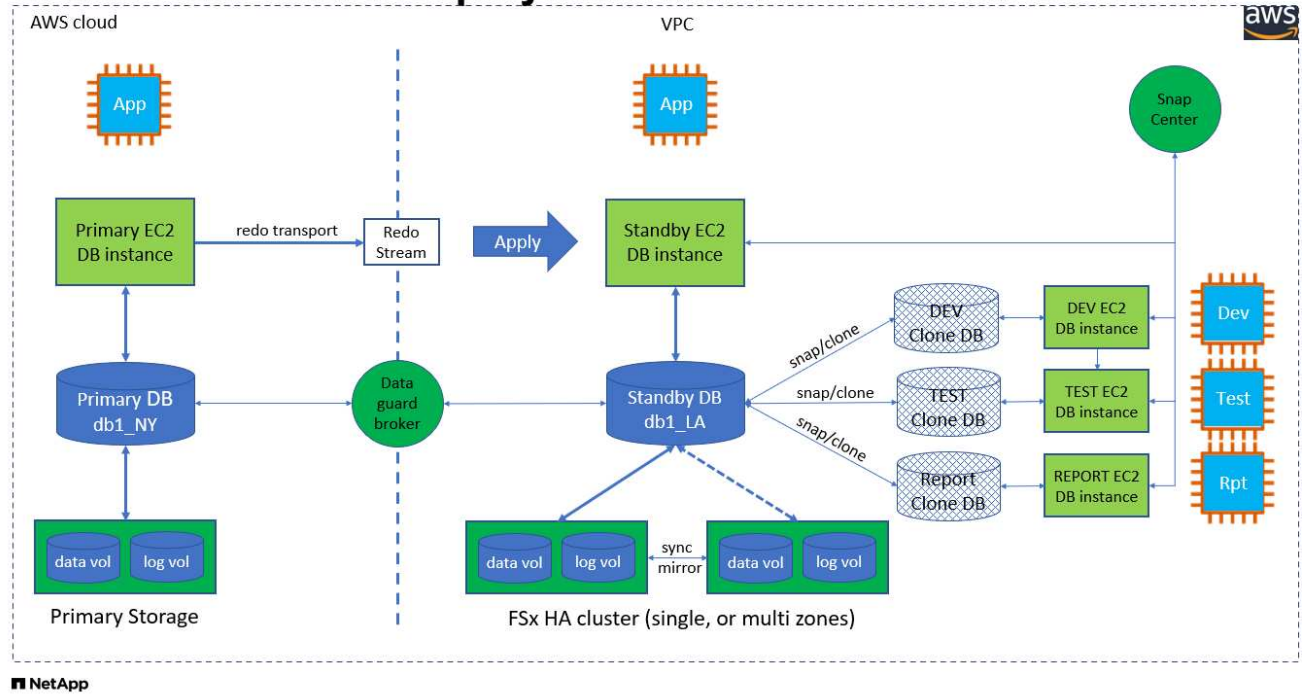 AWS cloud
VPC
aws
App
App
Snap
Center
Primary EC2
DB instance
redo transport
Redo
Stream
Apply
Standby EC2
DB instance
DEV
Clone DB
DEV EC2
DB instance
Dev
snap/clone
Primary DB
db1_NY
Data
guard
broker
Standby DB
db1_LA
snap/clone
TEST
Clone DB
TEST EC2
DB instance
Test
snap/clone
Report
Clone DB
REPORT EC2
DB instance
Rpt
data vol
log vol
data vol
log vol
sync
mirror
data vol
log vol
Primary Storage
FSx HA cluster (single, or multi zones)
NetApp